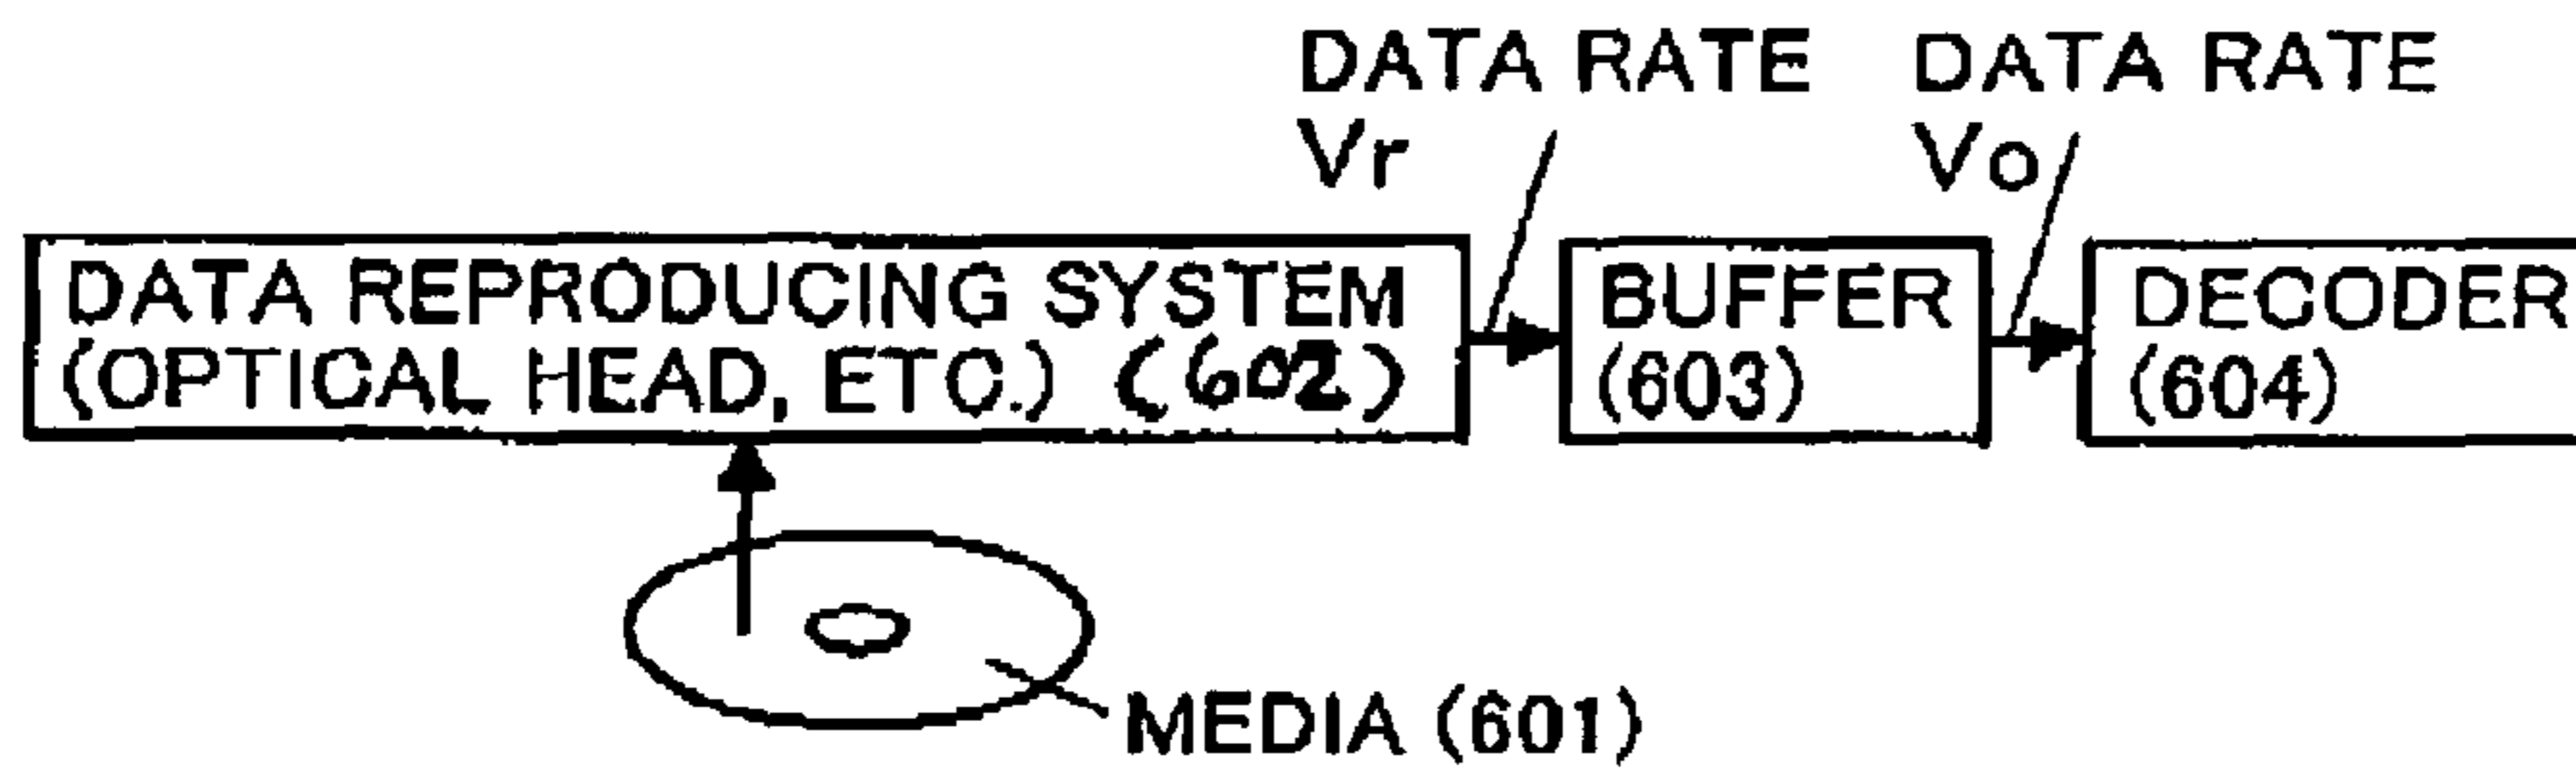 DATA RATE
Vr
DATA RATE
Vo
DATA REPRODUCING SYSTEM
(OPTICAL HEAD, ETC.) (602)
BUFFER
(603)
DECODER
(604)
MEDIA (601)